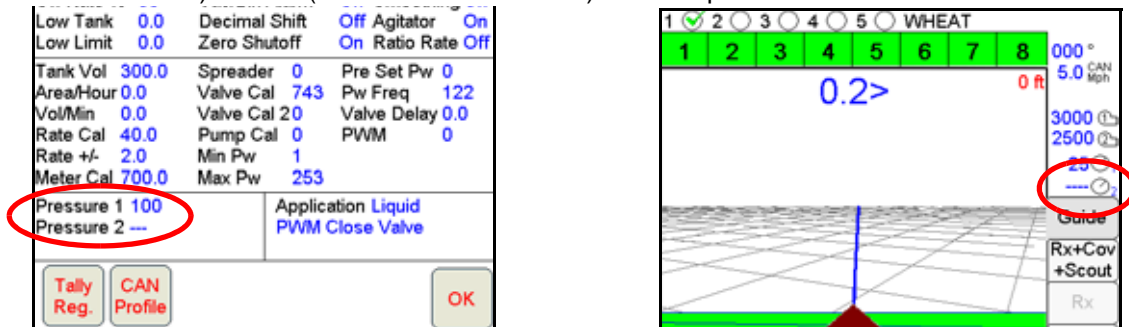 Low Tank 0.0 Decimal Shift Off Agitator On
Low Limit 0.0 Zero Shutoff On Ratio Rate Off
Tank Vol 300.0 Spreader 0 Pre Set Pw 0
Area/Hour 0.0 Valve Cal 743 Pw Freq 122
Vol/Min 0.0 Valve Cal 2 0 Valve Delay 0.0
Rate Cal 40.0 Pump Cal 0 PWM 0
Rate +/- 2.0 Min Pw 1
Meter Cal 700.0 Max Pw 253
Pressure 1 100 Application Liquid
Pressure 2 --- PWM Close Valve
Tally Reg.
CAN Profile
OK
1 2 3 4 5 WHEAT
1 2 3 4 5 6 7 8
000 °
5.0 CAN Mph
0.2>
0 ft
3000 1
2500 2
25 1
---- 2
Guide
Rx+Cov
+Scout
Rx